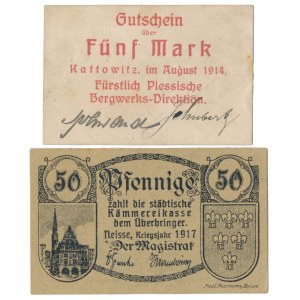 Gutschein
über
Fünf Mark
Kattowitz, im August 1914.
Fürstlich Plessische
Bergwerks-Direktion.
50 Pfennige 50
zahlt die städtische
Kämmereikasse
dem Überbringer.
Neisse, Kriegsjahr 1917
Der Magistrat